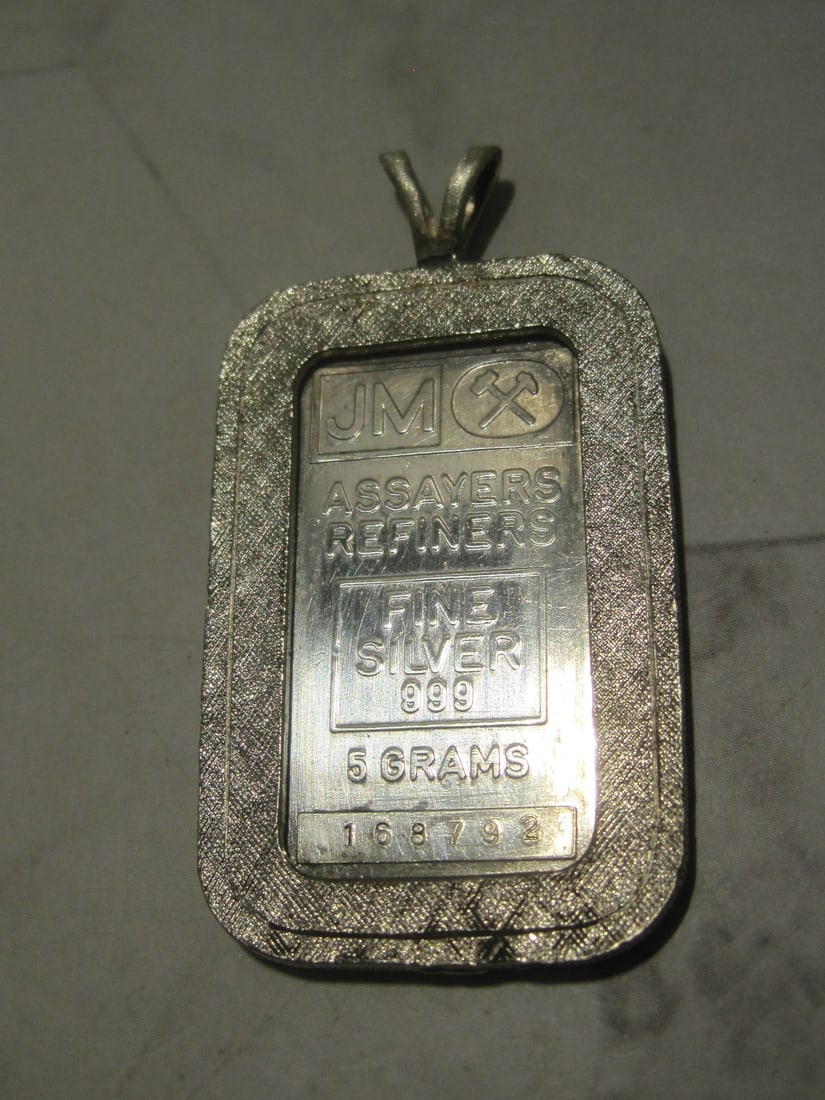 JM
ASSAYERS
REFINERS
FINE
SILVER
999
5 GRAMS
168792